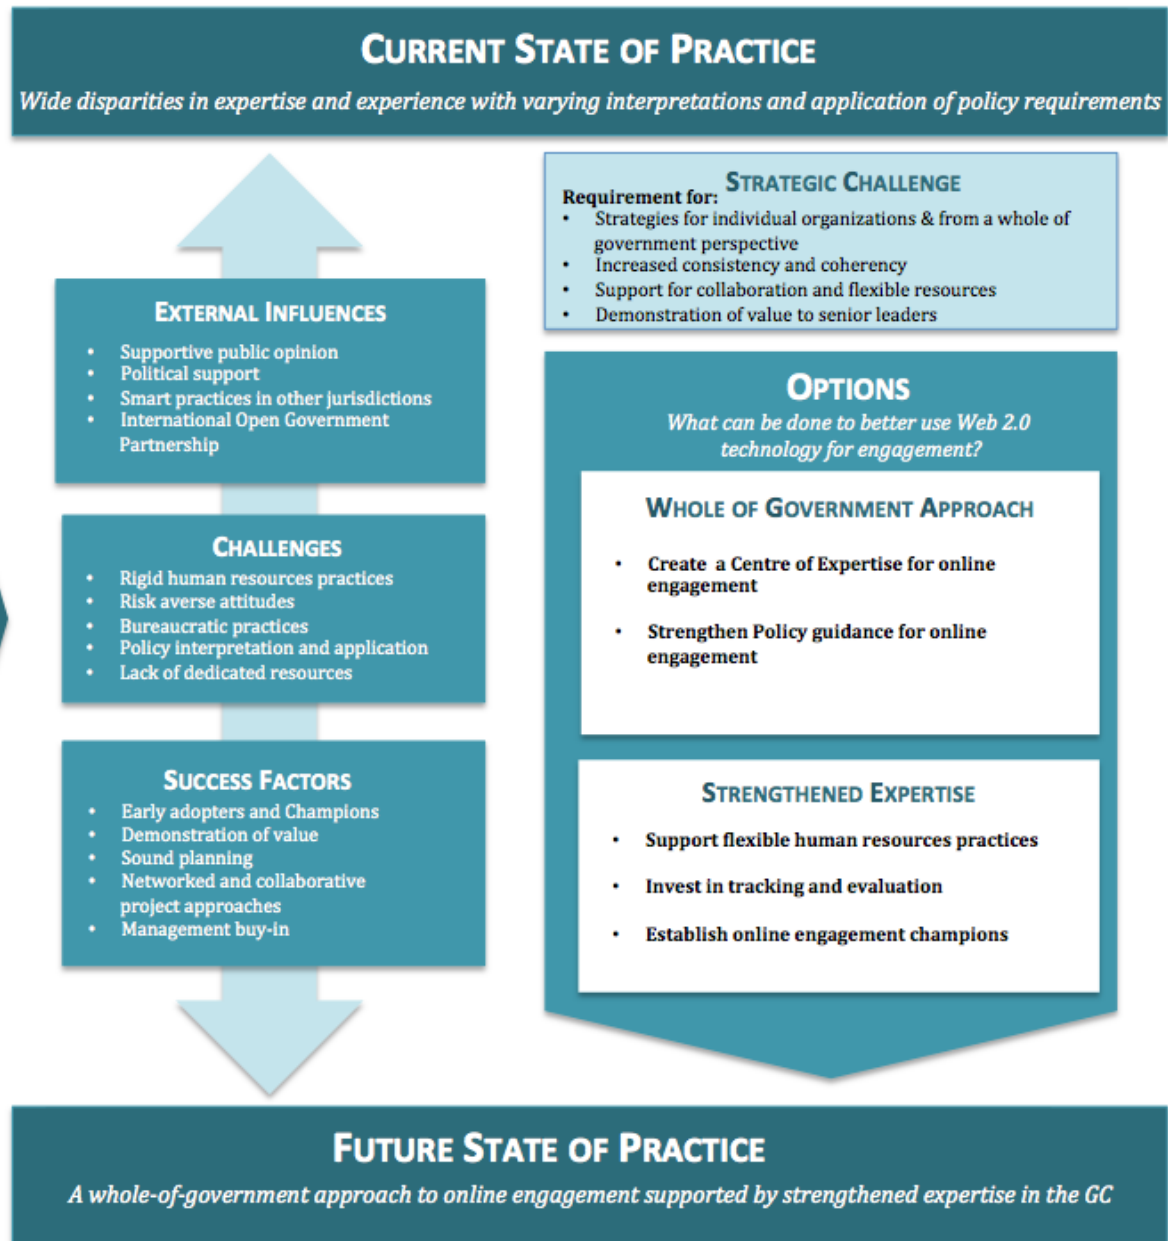 CURRENT STATE OF PRACTICE
Wide disparities in expertise and experience with varying interpretations and application of policy requirements
EXTERNAL INFLUENCES
• Supportive public opinion
• Political support
• Smart practices in other jurisdictions
• International Open Government
Partnership
CHALLENGES
• Rigid human resources practices
• Risk averse attitudes
• Bureaucratic practices
• Policy interpretation and application
• Lack of dedicated resources
SUCCESS FACTORS
• Early adopters and Champions
• Demonstration of value
• Sound planning
• Networked and collaborative
project approaches
• Management buy-in
STRATEGIC CHALLENGE
Requirement for:
• Strategies for individual organizations & from a whole of
government perspective
• Increased consistency and coherency
• Support for collaboration and flexible resources
• Demonstration of value to senior leaders
OPTIONS
What can be done to better use Web 2.0
technology for engagement?
WHOLE OF GOVERNMENT APPROACH
• Create a Centre of Expertise for online
engagement
• Strengthen Policy guidance for online
engagement
STRENGTHENED EXPERTISE
• Support flexible human resources practices
• Invest in tracking and evaluation
• Establish online engagement champions
FUTURE STATE OF PRACTICE
A whole-of-government approach to online engagement supported by strengthened expertise in the GC